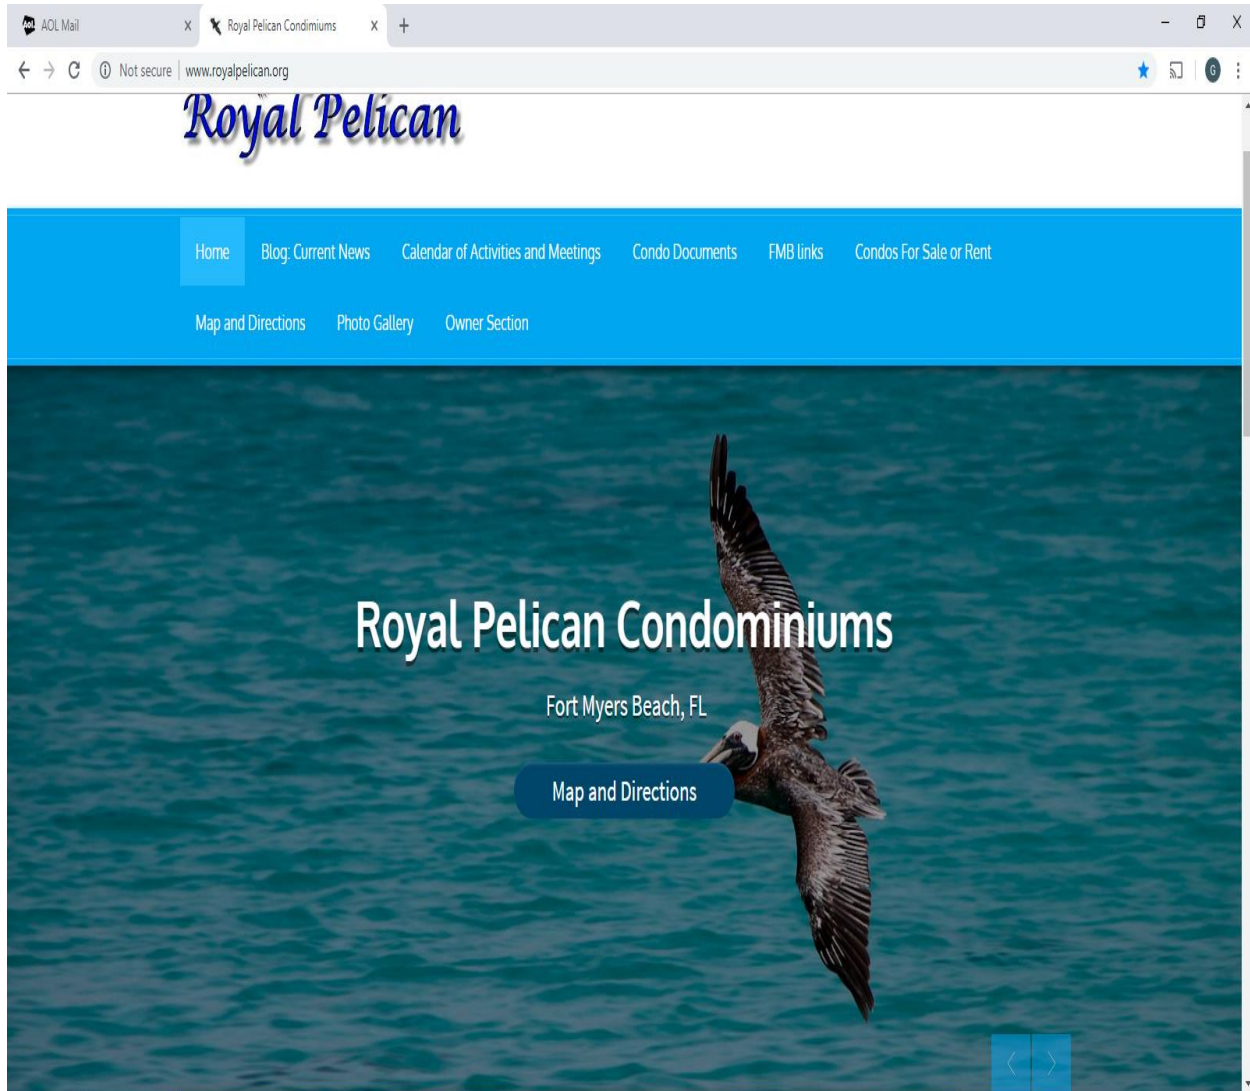 AOL Mail
Royal Pelican Condimiums
Not secure
www.royalpelican.org
G
Royal Pelican
Home
Blog: Current News
Calendar of Activities and Meetings
Condo Documents
FMB links
Condos For Sale or Rent
Map and Directions
Photo Gallery
Owner Section
Royal Pelican Condominiums
Fort Myers Beach, FL
Map and Directions